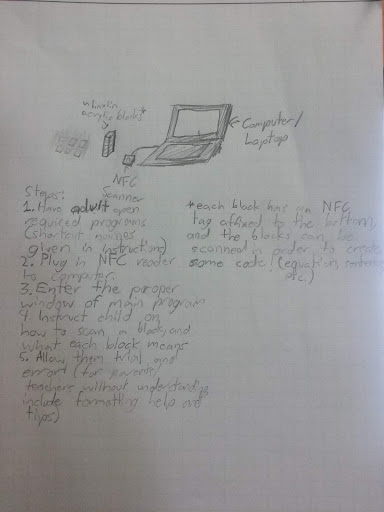 acrylic blocks*
Computer/
Laptop
NFC
Scanner
Steps:
1. Have adult open
required programs
(shortcut names
given in instruction)
2. Plug in NFC reader
to computer.
3. Enter the proper
window of main program
4. Instruct child on
how to scan a block, and
what each block means
5. Allow them trial and
error! (for parents/
teachers without understanding,
include formatting help and
tips)
*each block has an NFC
tag affixed to the bottom,
and the blocks can be
scanned in order to create
some code! (equation, sentence
etc.)